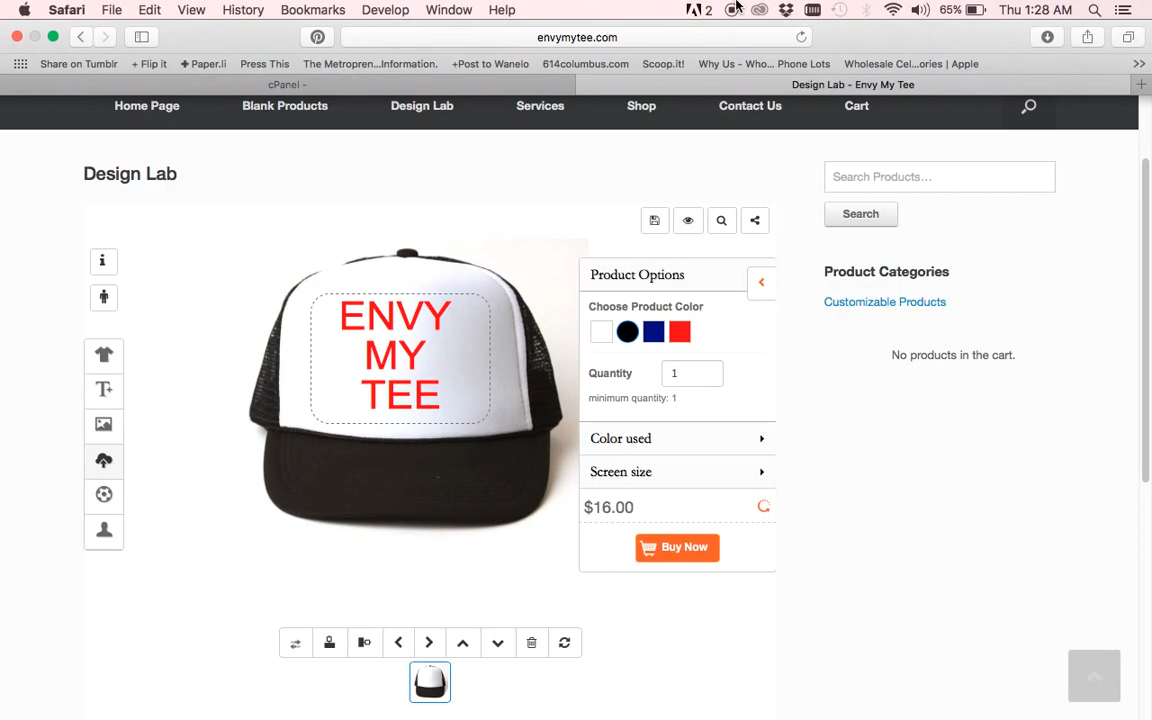 Safari File Edit View History Bookmarks Develop Window Help 2 65% Thu 1:28 AM
envymytee.com
Share on Tumblr + Flip it Paper.li Press This The Metropren...Information. +Post to Wanelo 614columbus.com Scoop.it! Why Us - Who... Phone Lots Wholesale Cel...ories | Apple >>
cPanel - Design Lab - Envy My Tee +
Home Page Blank Products Design Lab Services Shop Contact Us Cart
Design Lab
Search Products...
Search
Product Categories
Customizable Products
No products in the cart.
ENVY
MY
TEE
Product Options
Choose Product Color
Quantity 1
minimum quantity: 1
Color used
Screen size
$16.00
Buy Now